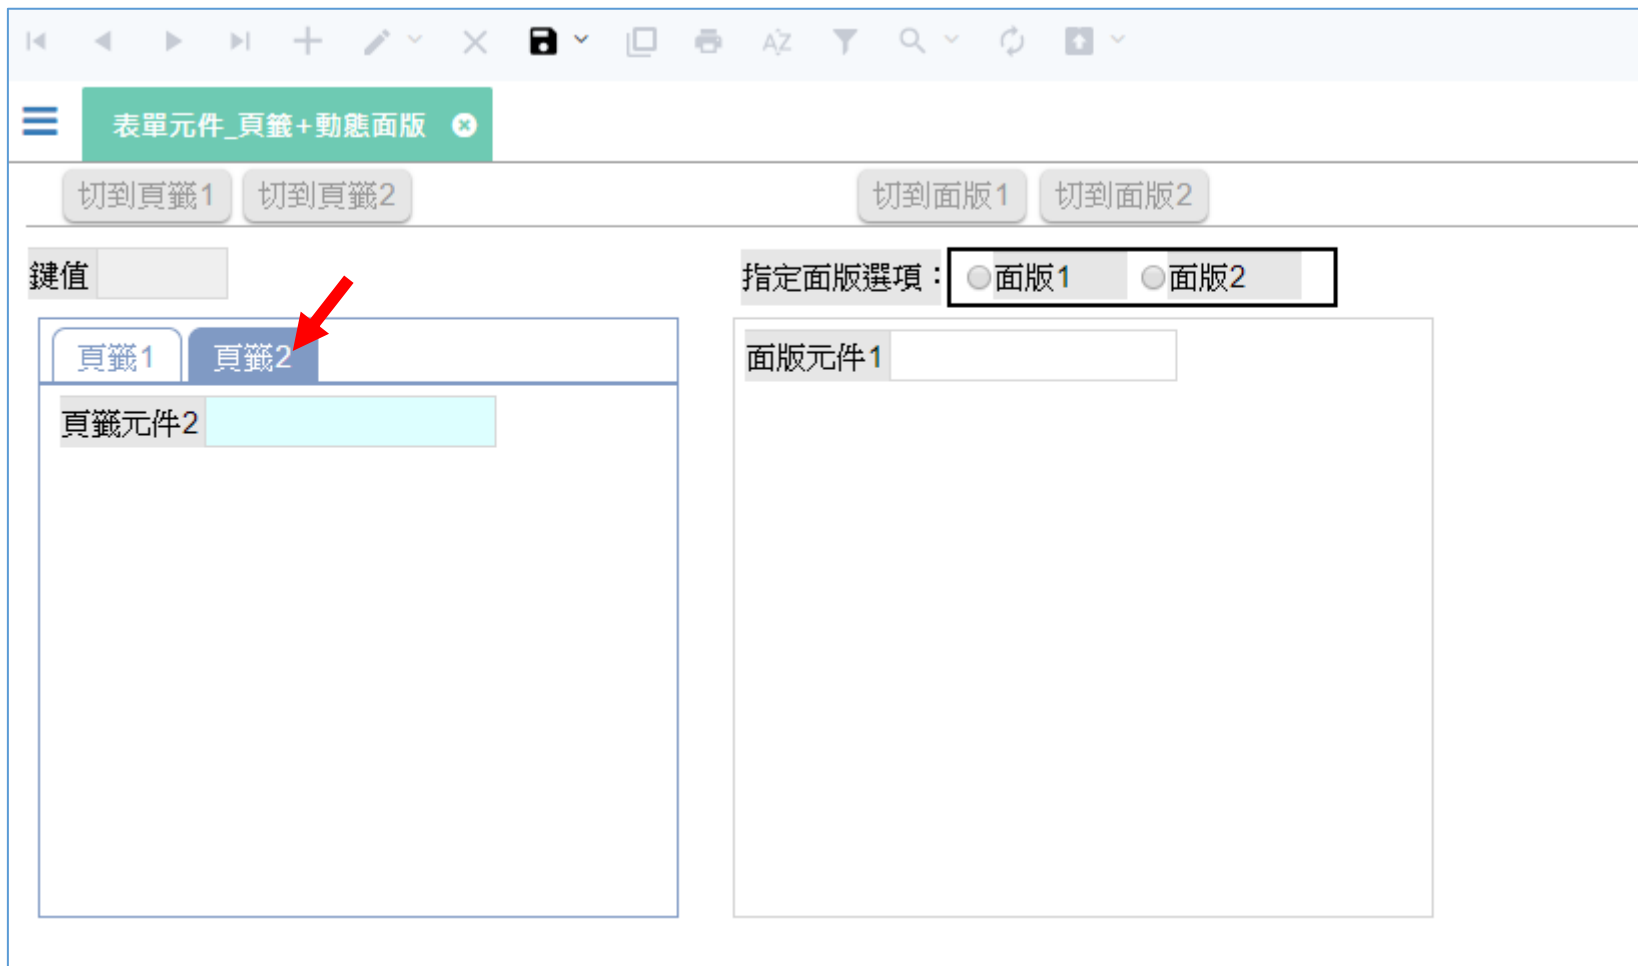 AZ
表單元件_頁籤+動態面版
切到頁籤1 切到頁籤2 切到面版1 切到面版2
鍵值 指定面版選項： 面版1 面版2
頁籤1 頁籤2 面版元件1
頁籤元件2